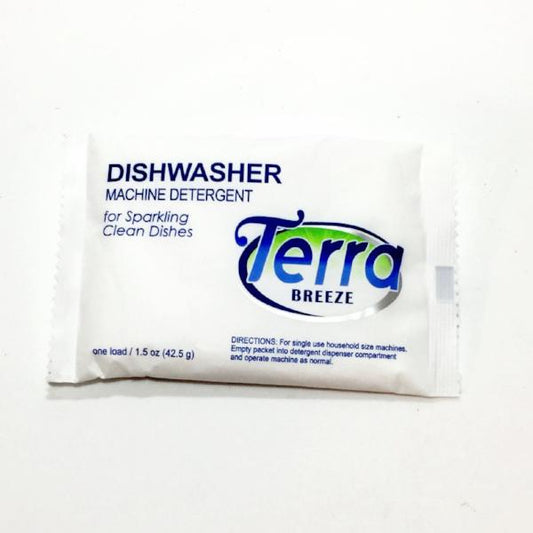 DISHWASHER
MACHINE DETERGENT
for Sparkling
Clean Dishes
Terra
BREEZE
one load / 1.5 oz (42.5 g)
DIRECTIONS: For single use household size machines.
Empty packet into detergent dispenser compartment
and operate machine as normal.